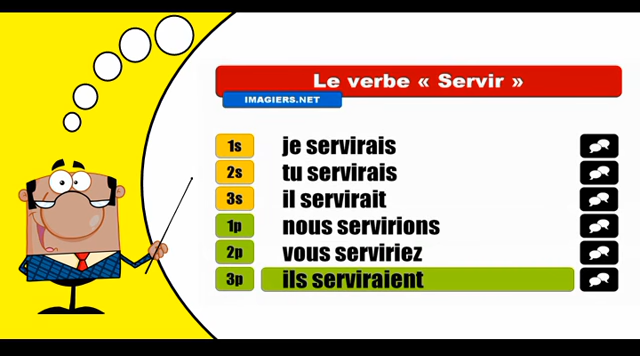 Le verbe « Servir »
IMAGIERS.NET
1s je servirais
2s tu servirais
3s il servirait
1p nous servirions
2p vous serviriez
3p ils serviraient